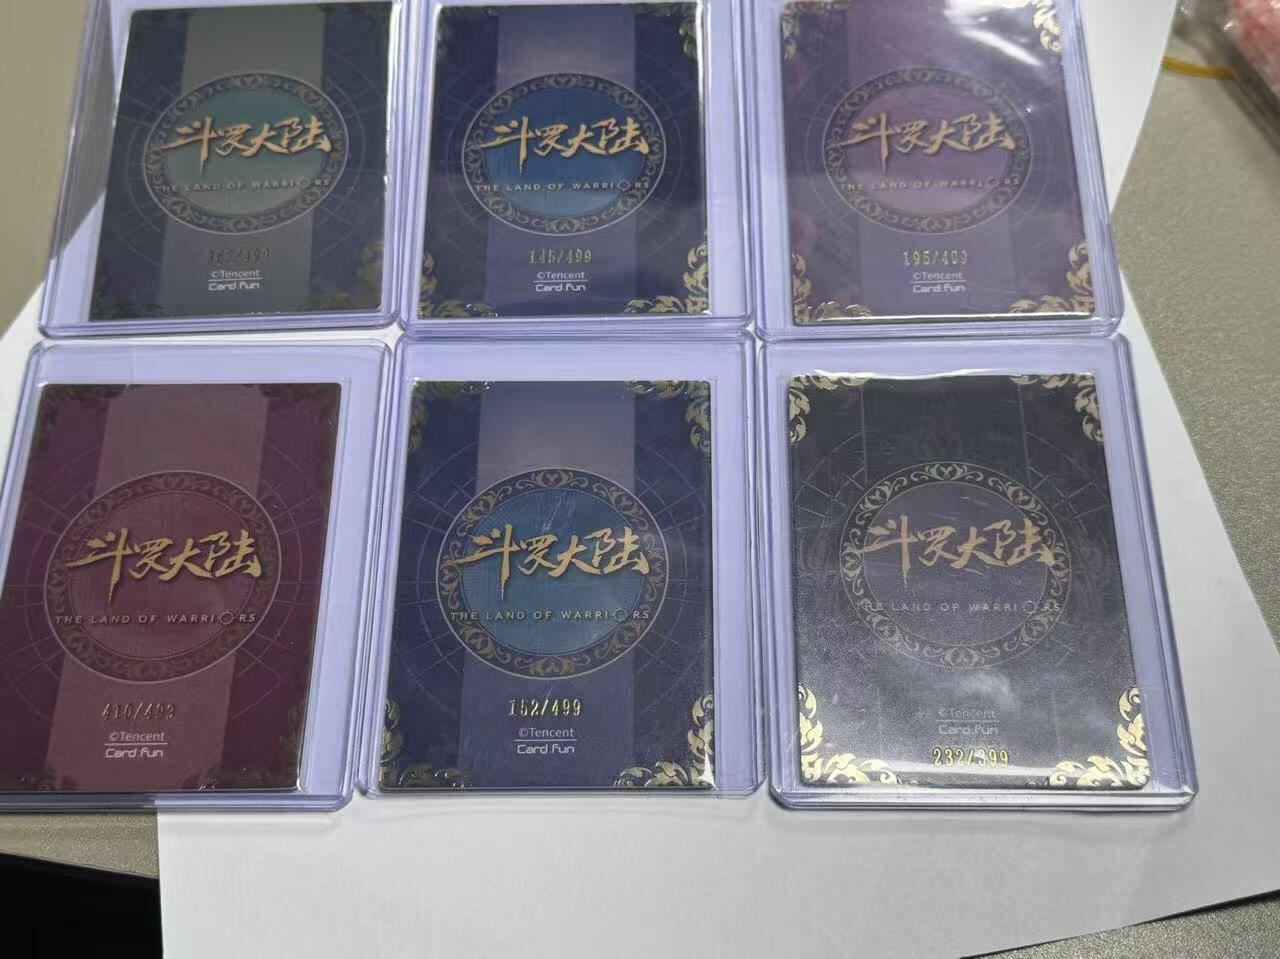 斗罗大陆
THE LAND OF WARRIORS
©Tencent
Card.fun
斗罗大陆
THE LAND OF WARRIORS
145/499
©Tencent
Card.fun
斗罗大陆
THE LAND OF WARRIORS
195/499
©Tencent
Card.fun
斗罗大陆
THE LAND OF WARRIORS
410/499
©Tencent
Card.fun
斗罗大陆
THE LAND OF WARRIORS
152/499
©Tencent
Card.fun
斗罗大陆
THE LAND OF WARRIORS
©Tencent
Card.fun
232/399